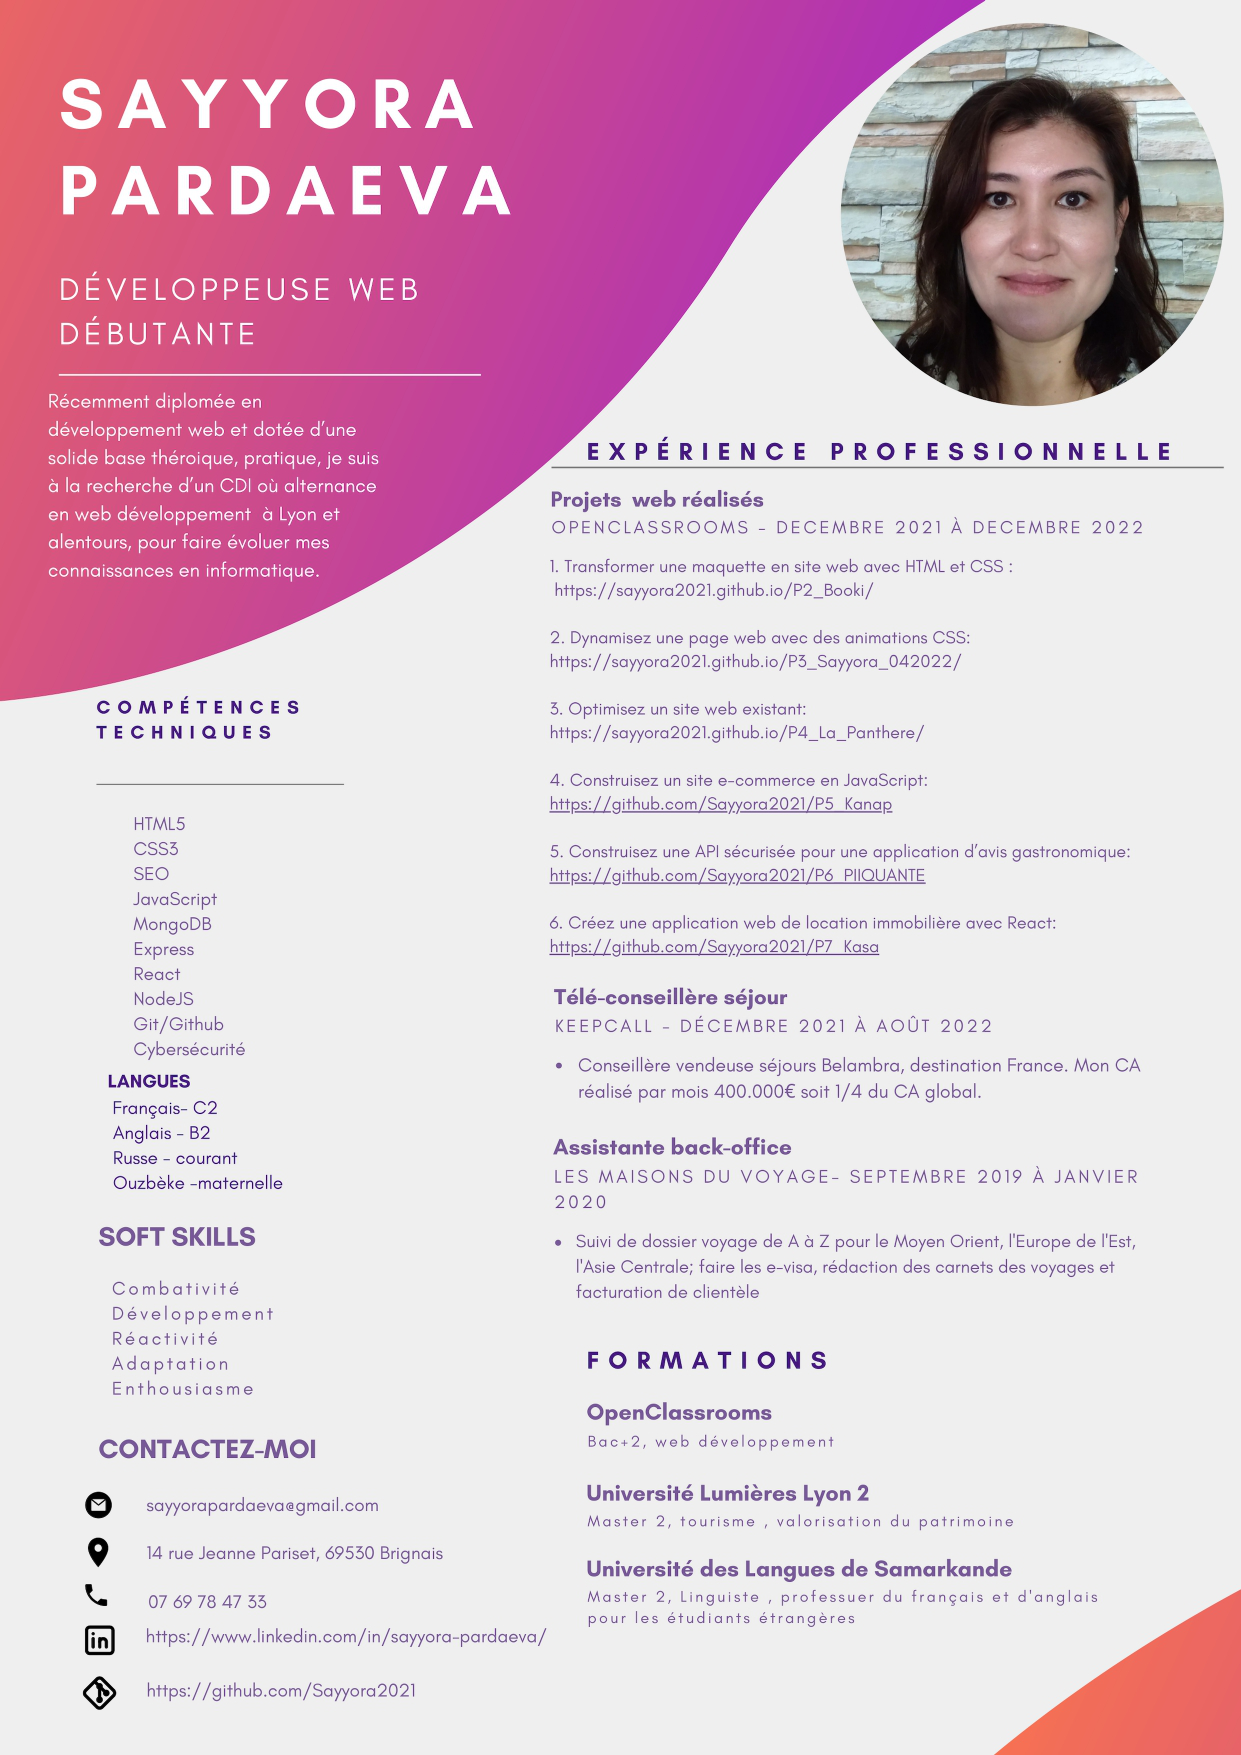 SAYYORA
PARDAEVA
DÉVELOPPEUSE WEB
DÉBUTANTE
Récemment diplomée en
développement web et dotée d’une
solide base théroique, pratique, je suis
à la recherche d’un CDI où alternance
en web développement  à Lyon et
alentours, pour faire évoluer mes
connaissances en informatique.
COMPÉTENCES
TECHNIQUES
HTML5
CSS3
SEO
JavaScript
MongoDB
Express
React
NodeJS
Git/Github
Cybersécurité
LANGUES
Français- C2
Anglais - B2
Russe - courant
Ouzbèke -maternelle
SOFT SKILLS
Combativité
Développement
Réactivité
Adaptation
Enthousiasme
CONTACTEZ-MOI
sayyorapardaeva@gmail.com
14 rue Jeanne Pariset, 69530 Brignais
07 69 78 47 33
https://www.linkedin.com/in/sayyora-pardaeva/
https://github.com/Sayyora2021
EXPÉRIENCE PROFESSIONNELLE
Projets  web réalisés
OPENCLASSROOMS - DECEMBRE 2021 À DECEMBRE 2022
1. Transformer une maquette en site web avec HTML et CSS :
https://sayyora2021.github.io/P2_Booki/
2. Dynamisez une page web avec des animations CSS:
https://sayyora2021.github.io/P3_Sayyora_042022/
3. Optimisez un site web existant:
https://sayyora2021.github.io/P4_La_Panthere/
4. Construisez un site e-commerce en JavaScript:
https://github.com/Sayyora2021/P5_Kanap
5. Construisez une API sécurisée pour une application d’avis gastronomique:
https://github.com/Sayyora2021/P6_PIIQUANTE
6. Créez une application web de location immobilière avec React:
https://github.com/Sayyora2021/P7_Kasa
Télé-conseillère séjour
KEEPCALL - DÉCEMBRE 2021 À AOÛT 2022
• Conseillère vendeuse séjours Belambra, destination France. Mon CA
réalisé par mois 400.000€ soit 1/4 du CA global.
Assistante back-office
LES MAISONS DU VOYAGE- SEPTEMBRE 2019 À JANVIER
2020
• Suivi de dossier voyage de A à Z pour le Moyen Orient, l'Europe de l'Est,
l'Asie Centrale; faire les e-visa, rédaction des carnets des voyages et
facturation de clientèle
FORMATIONS
OpenClassrooms
Bac+2, web développement
Université Lumières Lyon 2
Master 2, tourisme , valorisation du patrimoine
Université des Langues de Samarkande
Master 2, Linguiste , professuer du français et d'anglais
pour les étudiants étrangères